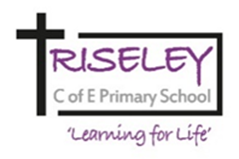 RISELEY
C of E Primary School
'Learning for Life'